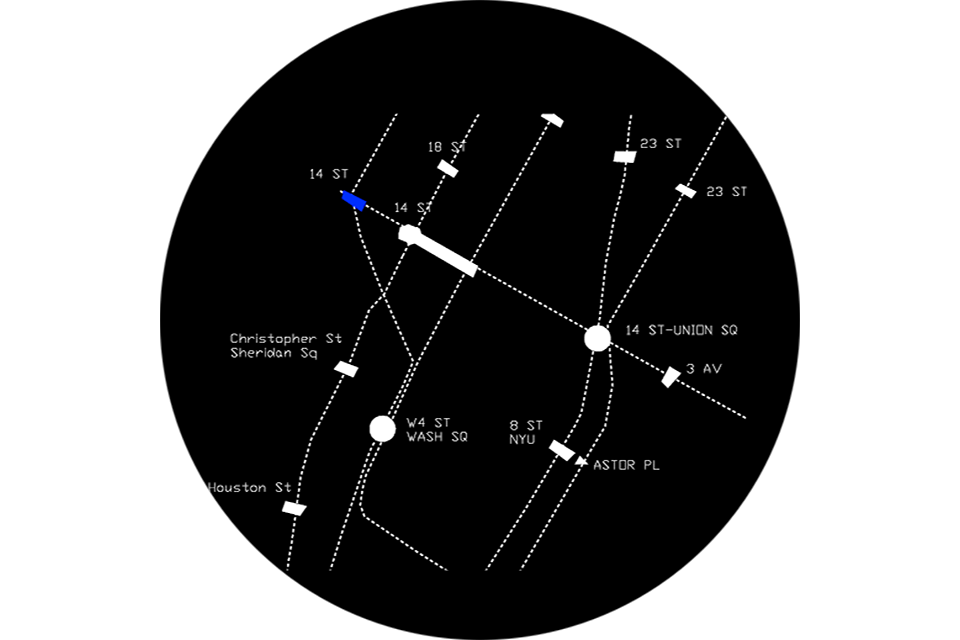 18 ST
23 ST
14 ST
23 ST
14 ST
14 ST-UNION SQ
Christopher St
Sheridan Sq
3 AV
W4 ST
WASH SQ
8 ST
NYU
ASTOR PL
Houston St